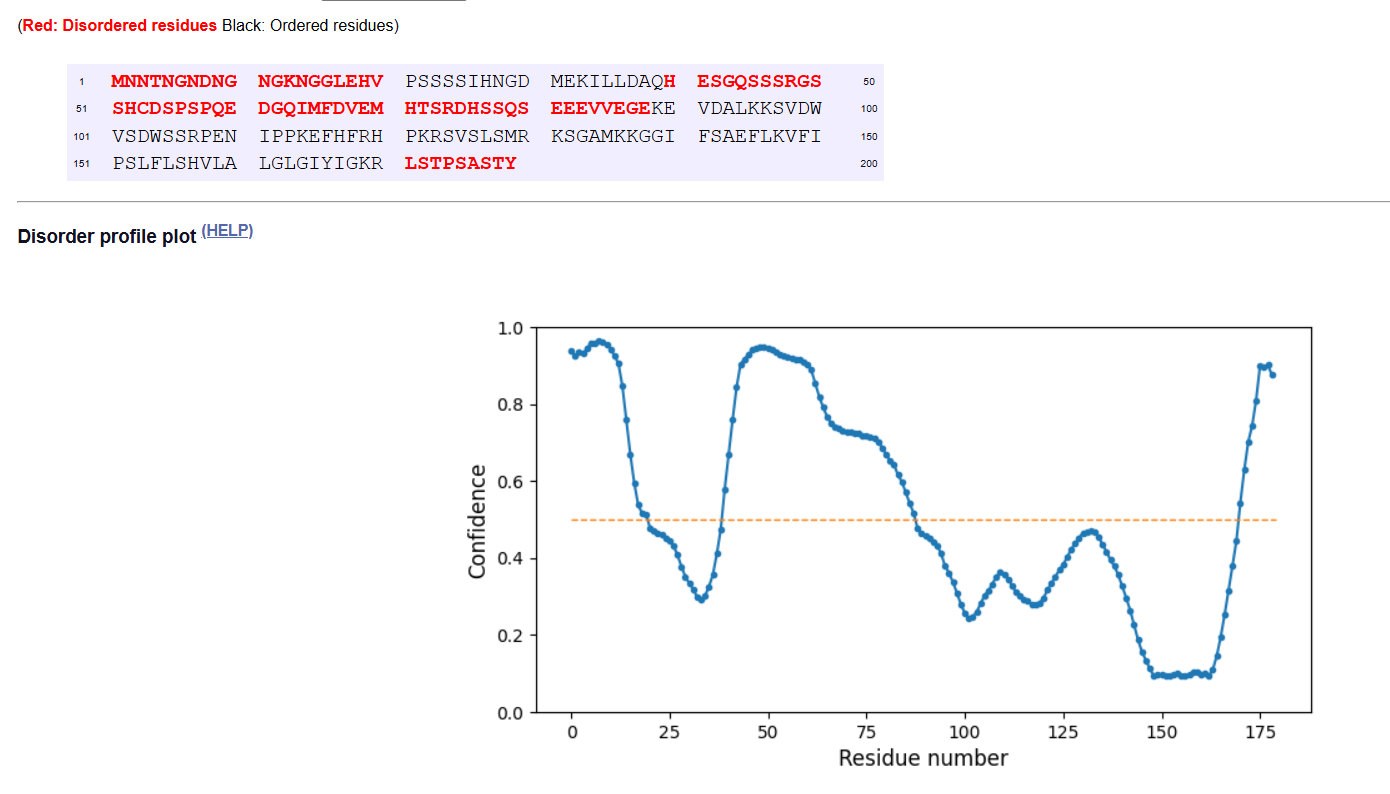 (Red: Disordered residues Black: Ordered residues)
1 MNNTNGNDNG NGKNGGLEHV PSSSSIHNGD MEKILLDAQH ESGQSSSRGS 50
51 SHCDSPSPQE DGQIMFDVEM HTSRDHSSQS EEEVVEGEKE VDALKKSVDW 100
101 VSDWSSRPEN IPPKEFHFRH PKRSVSLSMR KSGAMKKGGI FSAEFLKVFI 150
151 PSLFLSHVLA LGLGIYIGKR LSTPSASTY 200
Disorder profile plot (HELP)
1.0
0.8
0.6
0.4
0.2
0.0
Confidence
0 25 50 75 100 125 150 175
Residue number